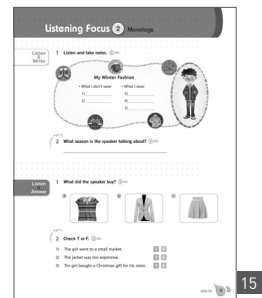 Listening Focus 2 Monologs
Listen & Write
1 Listen and take notes.
My Winter Fashion
• What I don't wear
1)
2)
• What I wear
3)
4)
5)
2 What season is the speaker talking about?
Listen & Answer
1 What did the speaker buy?
a
b
c
2 Check T or F.
1) The girl went to a small market. T F
2) The jacket was too expensive. T F
3) The girl bought a Christmas gift for his sister. T F
15